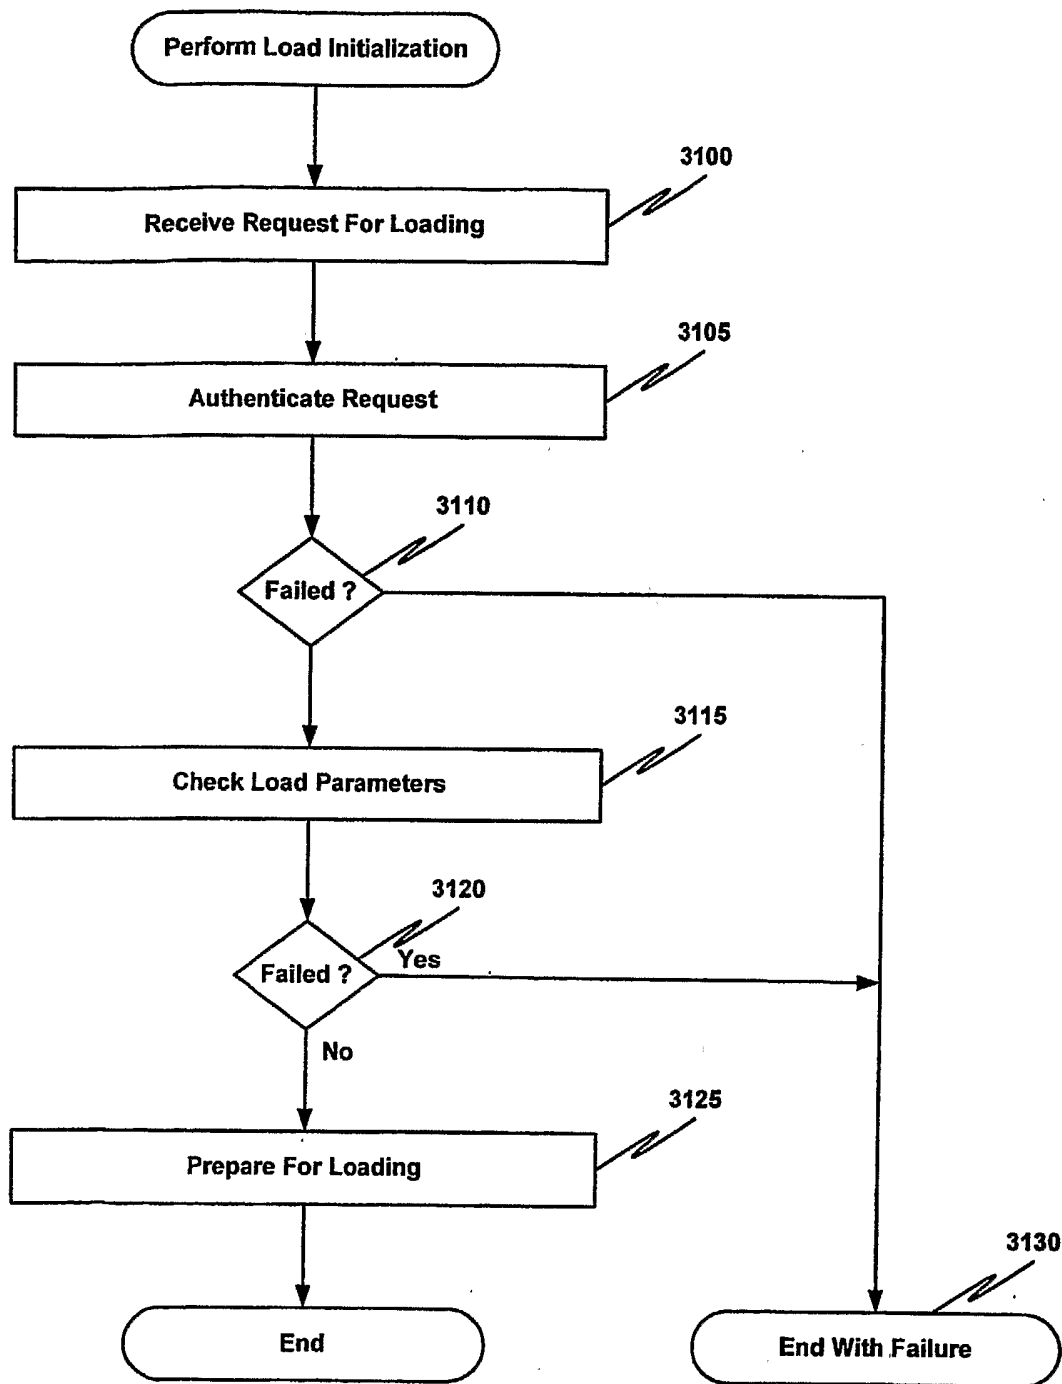 Perform Load Initialization
3100
Receive Request For Loading
3105
Authenticate Request
3110
Failed ?
3115
Check Load Parameters
3120
Failed ?
Yes
No
3125
Prepare For Loading
3130
End
End With Failure